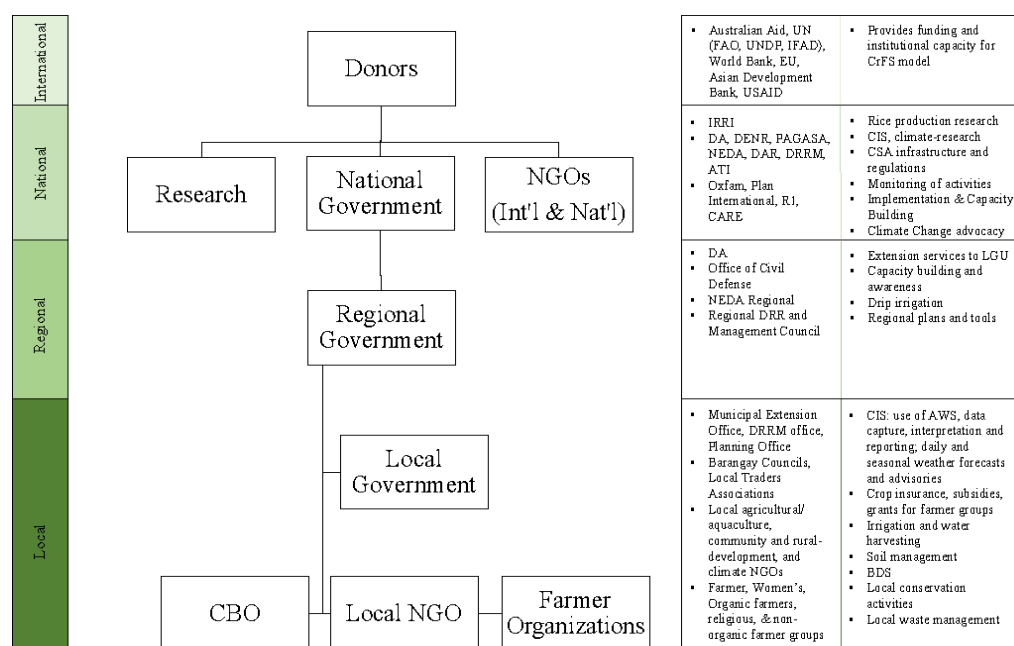 International
Donors
▪ Australian Aid, UN
(FAO, UNDP, IFAD),
World Bank, EU,
Asian Development
Bank, USAID
▪ Provides funding and
institutional capacity for
CrFS model
National
Research
National
Government
NGOs
(Int'l & Nat'l)
▪ IRRI
▪ DA, DENR, PAGASA,
NEDA, DAR, DRRM,
ATI
▪ Oxfam, Plan
International, R1,
CARE
▪ Rice production research
▪ CIS, climate-research
▪ CSA infrastructure and
regulations
▪ Monitoring of activities
▪ Implementation & Capacity
Building
▪ Climate Change advocacy
Regional
Regional
Government
▪ DA
▪ Office of Civil
Defense
▪ NEDA Regional
▪ Regional DRR and
Management Council
▪ Extension services to LGU
▪ Capacity building and
awareness
▪ Drip irrigation
▪ Regional plans and tools
Local
Local
Government
CBO
Local NGO
Farmer
Organizations
▪ Municipal Extension
Office, DRRM office,
Planning Office
▪ Barangay Councils,
Local Traders
Associations
▪ Local agricultural/
aquaculture,
community and rural-
development, and
climate NGOs
▪ Farmer, Women's,
Organic farmers,
religious, & non-
organic farmer groups
▪ CIS: use of AWS, data
capture, interpretation and
reporting; daily and
seasonal weather forecasts
and advisories
▪ Crop insurance, subsidies,
grants for farmer groups
▪ Irrigation and water
harvesting
▪ Soil management
▪ BDS
▪ Local conservation
activities
▪ Local waste management